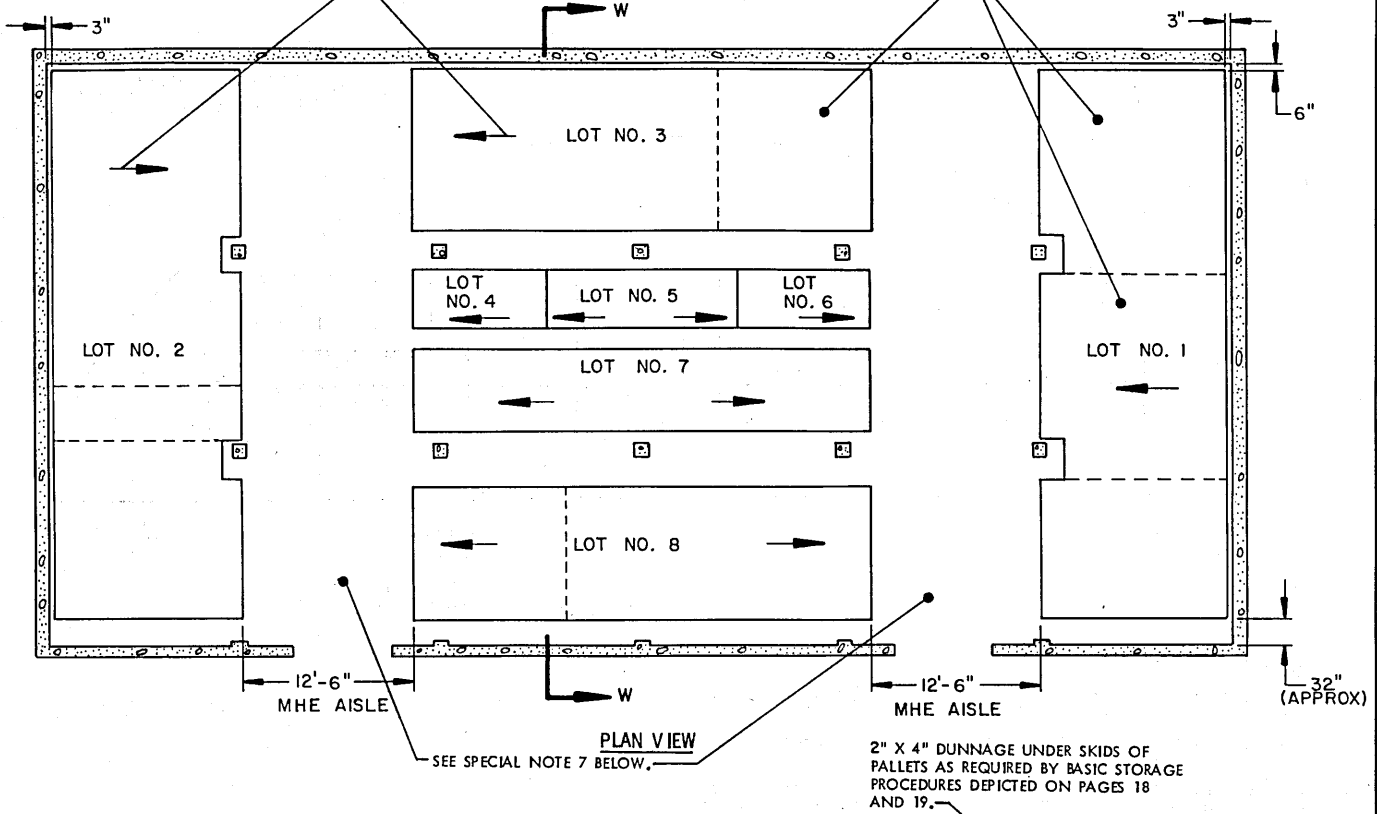 3"
W
3"
6"
LOT NO. 3
LOT
NO. 4
LOT NO. 5
LOT
NO. 6
LOT NO. 2
LOT NO. 7
LOT NO. 1
LOT NO. 8
12'-6"
MHE AISLE
W
12'-6"
MHE AISLE
32"
(APPROX)
PLAN VIEW
SEE SPECIAL NOTE 7 BELOW.
2" X 4" DUNNAGE UNDER SKIDS OF
PALLETS AS REQUIRED BY BASIC STORAGE
PROCEDURES DEPICTED ON PAGES 18
AND 19.